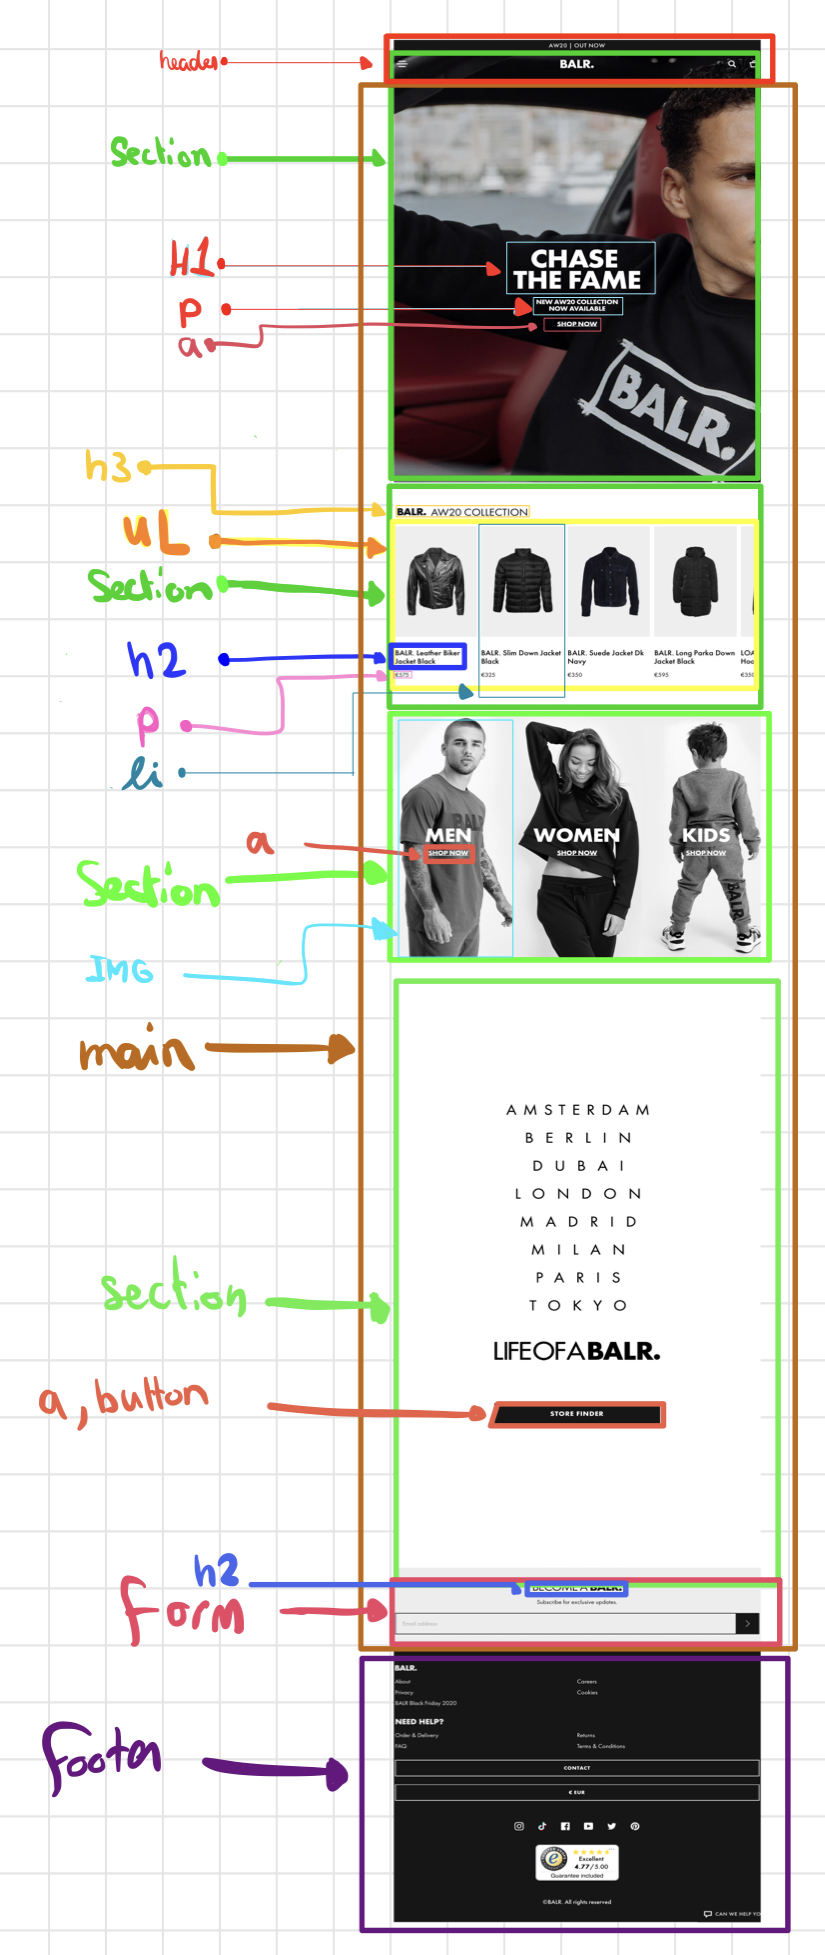 AW20 | OUT NOW
header
BALR.
Section
H1
CHASE
THE FAME
p
NEW AW20 COLLECTION
NOW AVAILABLE
a
SHOP NOW
BALR.
h3
BALR. AW20 COLLECTION
uL
Section
h2
BALR. Leather Biker
Jacket Black
€575
BALR. Slim Down Jacket
Black
€325
BALR. Suede Jacket Dk
Navy
€350
BALR. Long Parka Down
Jacket Black
€595
LOA
Hoo
€350
p
li
a
MEN
SHOP NOW
WOMEN
SHOP NOW
KIDS
SHOP NOW
BALR
Section
IMG
main
AMSTERDAM
BERLIN
DUBAI
LONDON
MADRID
MILAN
PARIS
TOKYO
section
LIFEOFABALR.
a, button
STORE FINDER
h2
BECOME A BALR.
form
Subscribe for exclusive updates.
Email address
BALR.
About
Careers
Privacy
Cookies
BALR Black Friday 2020
NEED HELP?
Order & Delivery
Returns
FAQ
Terms & Conditions
footer
CONTACT
€ EUR
Excellent
4.77/5.00
Guarantee included
©BALR. All rights reserved
CAN WE HELP YO